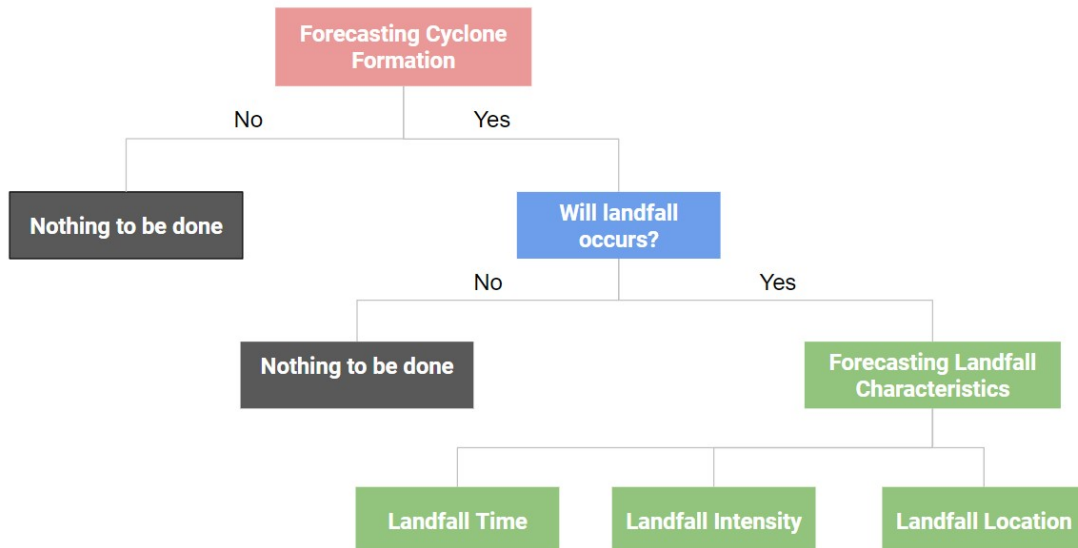 Forecasting Cyclone
Formation
No
Yes
Nothing to be done
Will landfall
occurs?
No
Yes
Nothing to be done
Forecasting Landfall
Characteristics
Landfall Time
Landfall Intensity
Landfall Location